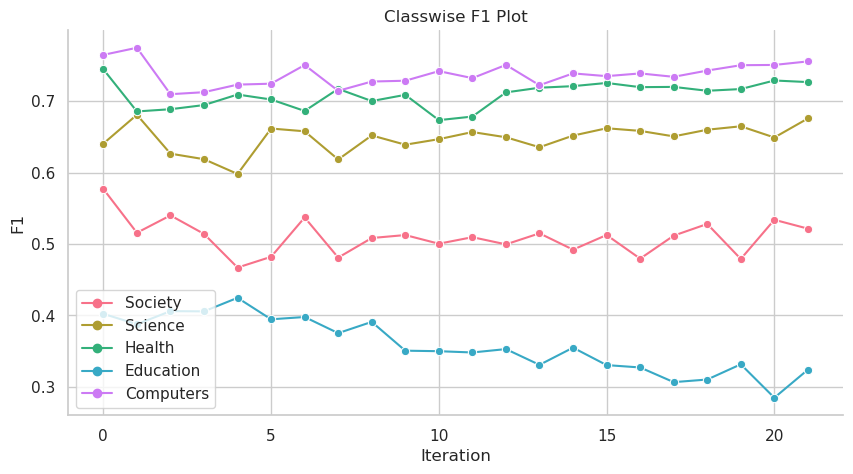 Classwise F1 Plot
F1
0.7
0.6
0.5
0.4
0.3
Society
Science
Health
Education
Computers
0 5 10 15 20
Iteration